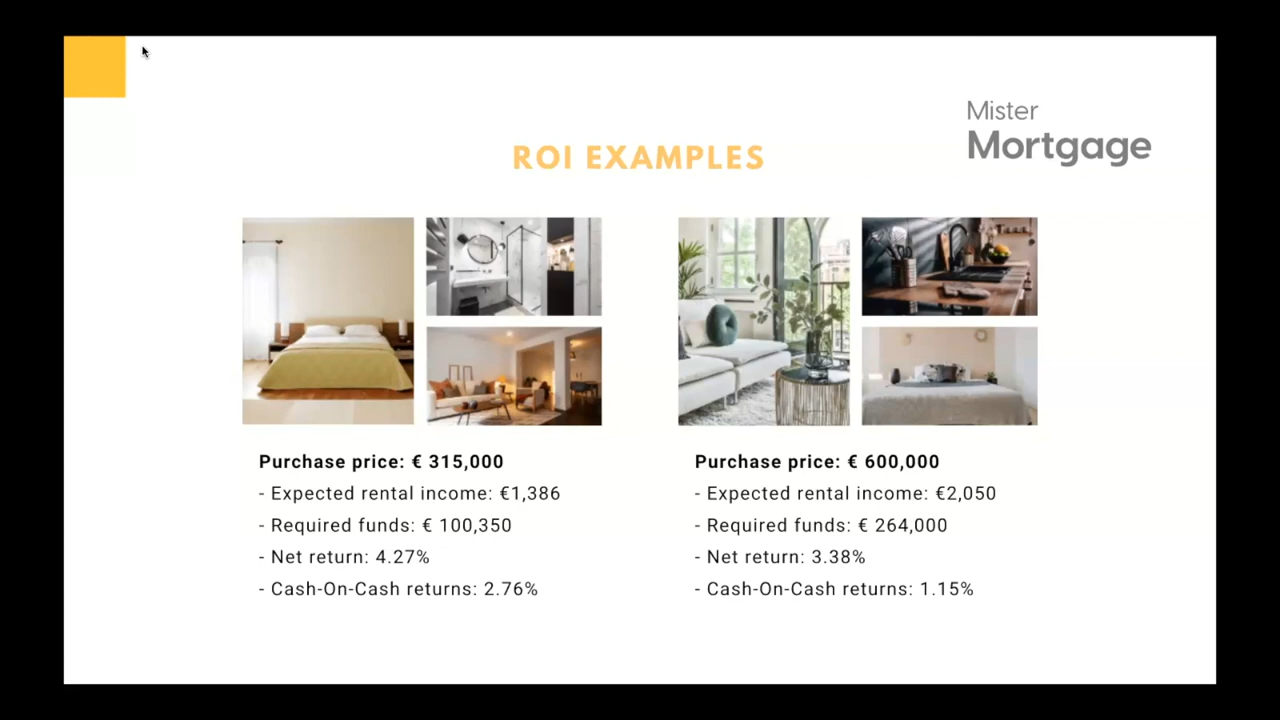 Mister
Mortgage
ROI EXAMPLES
Purchase price: € 315,000
- Expected rental income: €1,386
- Required funds: € 100,350
- Net return: 4.27%
- Cash-On-Cash returns: 2.76%
Purchase price: € 600,000
- Expected rental income: €2,050
- Required funds: € 264,000
- Net return: 3.38%
- Cash-On-Cash returns: 1.15%